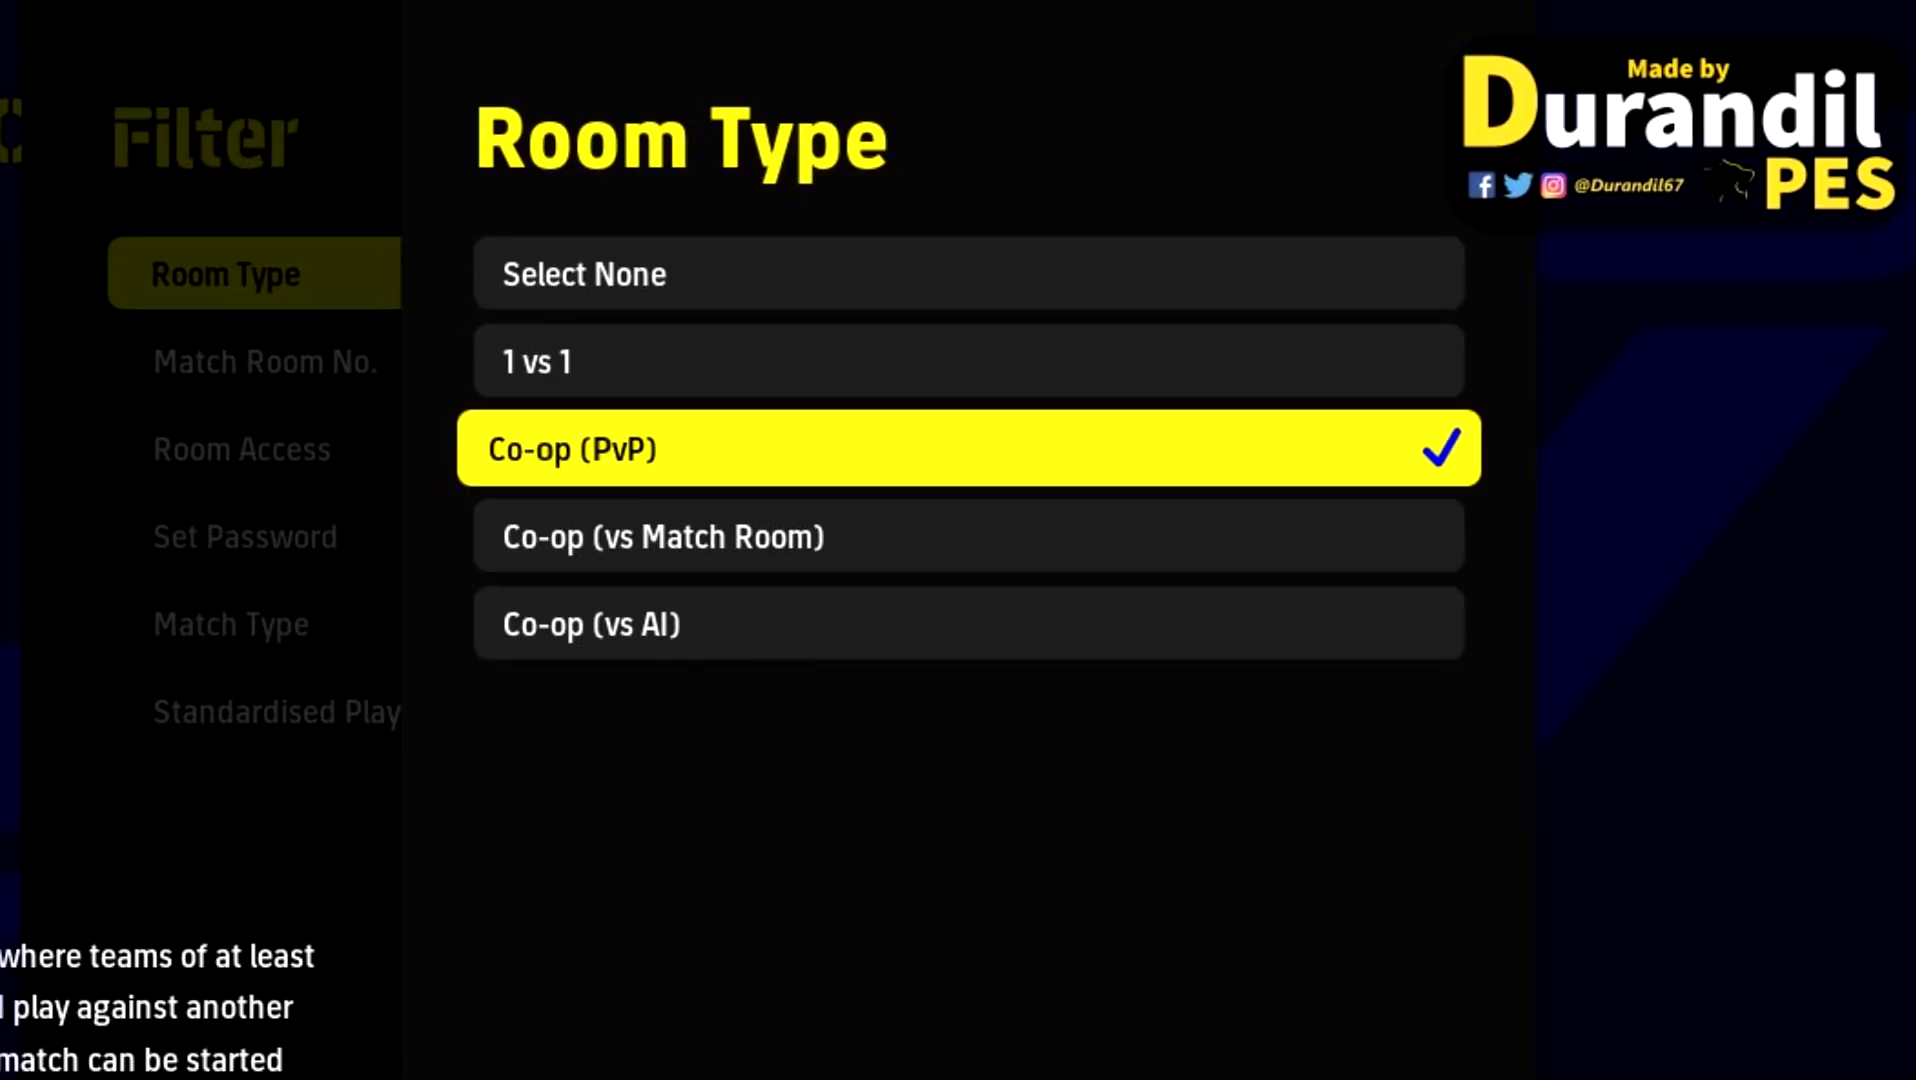 Made by
Durandil
@Durandil67
PES
Filter
Room Type
Room Type
Select None
Match Room No.
1 vs 1
Room Access
Co-op (PvP)
Set Password
Co-op (vs Match Room)
Match Type
Co-op (vs AI)
Standardised Play
where teams of at least
play against another
match can be started